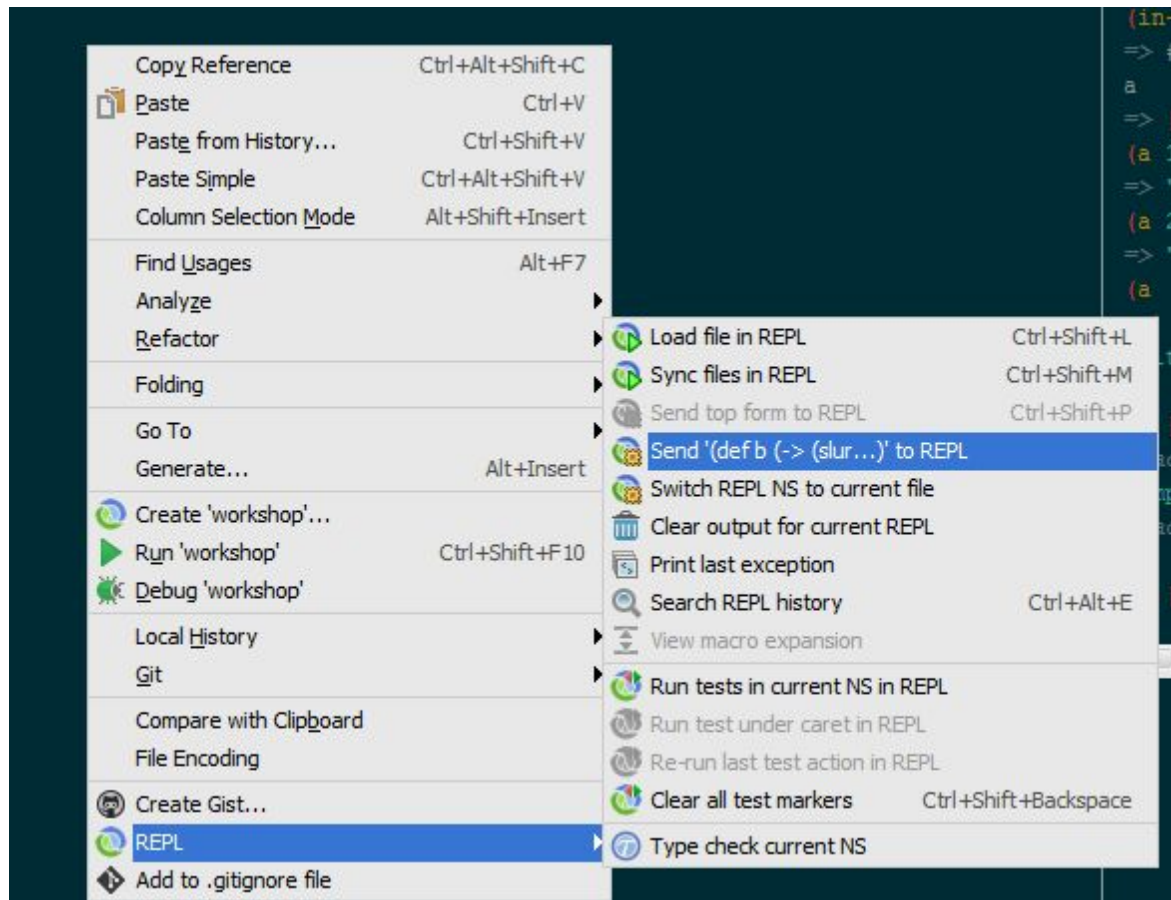 Copy Reference Ctrl+Alt+Shift+C
Paste Ctrl+V
Paste from History... Ctrl+Shift+V
Paste Simple Ctrl+Alt+Shift+V
Column Selection Mode Alt+Shift+Insert
Find Usages Alt+F7
Analyze
Refactor
Folding
Go To
Generate... Alt+Insert
Create 'workshop'...
Run 'workshop' Ctrl+Shift+F10
Debug 'workshop'
Local History
Git
Compare with Clipboard
File Encoding
Create Gist...
REPL
Add to .gitignore file
Load file in REPL Ctrl+Shift+L
Sync files in REPL Ctrl+Shift+M
Send top form to REPL Ctrl+Shift+P
Send '(def b (-> (slur...)' to REPL
Switch REPL NS to current file
Clear output for current REPL
Print last exception
Search REPL history Ctrl+Alt+E
View macro expansion
Run tests in current NS in REPL
Run test under caret in REPL
Re-run last test action in REPL
Clear all test markers Ctrl+Shift+Backspace
Type check current NS
=>
a
=>
(a
=>
(a 2
=>
(a